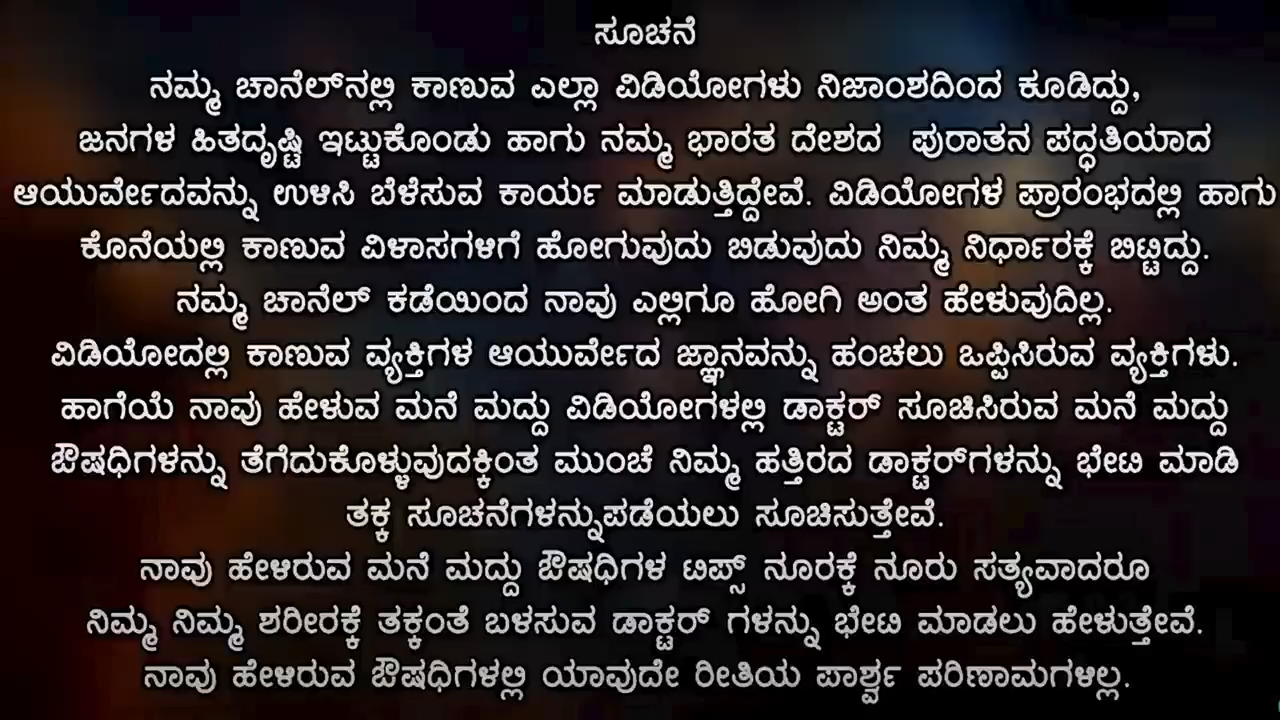 ಸೂಚನೆ
ನಮ್ಮ ಚಾನೆಲ್‌ನಲ್ಲಿ ಕಾಣುವ ಎಲ್ಲಾ ವಿಡಿಯೋಗಳು ನಿಜಾಂಶದಿಂದ ಕೂಡಿದ್ದು,
ಜನಗಳ ಹಿತದೃಷ್ಟಿ ಇಟ್ಟುಕೊಂಡು ಹಾಗು ನಮ್ಮ ಭಾರತ ದೇಶದ ಪುರಾತನ ಪದ್ಧತಿಯಾದ
ಆಯುರ್ವೇದವನ್ನು ಉಳಿಸಿ ಬೆಳೆಸುವ ಕಾರ್ಯ ಮಾಡುತ್ತಿದ್ದೇವೆ. ವಿಡಿಯೋಗಳ ಪ್ರಾರಂಭದಲ್ಲಿ ಹಾಗು
ಕೊನೆಯಲ್ಲಿ ಕಾಣುವ ವಿಳಾಸಗಳಿಗೆ ಹೋಗುವುದು ಬಿಡುವುದು ನಿಮ್ಮ ನಿರ್ಧಾರಕ್ಕೆ ಬಿಟ್ಟಿದ್ದು.
ನಮ್ಮ ಚಾನೆಲ್ ಕಡೆಯಿಂದ ನಾವು ಎಲ್ಲಿಗೂ ಹೋಗಿ ಅಂತ ಹೇಳುವುದಿಲ್ಲ.
ವಿಡಿಯೋದಲ್ಲಿ ಕಾಣುವ ವ್ಯಕ್ತಿಗಳ ಆಯುರ್ವೇದ ಜ್ಞಾನವನ್ನು ಹಂಚಲು ಒಪ್ಪಿಸಿರುವ ವ್ಯಕ್ತಿಗಳು.
ಹಾಗೆಯೆ ನಾವು ಹೇಳುವ ಮನೆ ಮದ್ದು ವಿಡಿಯೋಗಳಲ್ಲಿ ಡಾಕ್ಟರ್ ಸೂಚಿಸಿರುವ ಮನೆ ಮದ್ದು
ಔಷಧಿಗಳನ್ನು ತೆಗೆದುಕೊಳ್ಳುವುದಕ್ಕಿಂತ ಮುಂಚೆ ನಿಮ್ಮ ಹತ್ತಿರದ ಡಾಕ್ಟರ್‌ಗಳನ್ನು ಭೇಟಿ ಮಾಡಿ
ತಕ್ಕ ಸೂಚನೆಗಳನ್ನುಪಡೆಯಲು ಸೂಚಿಸುತ್ತೇವೆ.
ನಾವು ಹೇಳಿರುವ ಮನೆ ಮದ್ದು ಔಷಧಿಗಳ ಟಿಪ್ಸ್ ನೂರಕ್ಕೆ ನೂರು ಸತ್ಯವಾದರೂ
ನಿಮ್ಮ ನಿಮ್ಮ ಶರೀರಕ್ಕೆ ತಕ್ಕಂತೆ ಬಳಸುವ ಡಾಕ್ಟರ್ ಗಳನ್ನು ಭೇಟಿ ಮಾಡಲು ಹೇಳುತ್ತೇವೆ.
ನಾವು ಹೇಳಿರುವ ಔಷಧಿಗಳಲ್ಲಿ ಯಾವುದೇ ರೀತಿಯ ಪಾರ್ಶ್ವ ಪರಿಣಾಮಗಳಿಲ್ಲ.